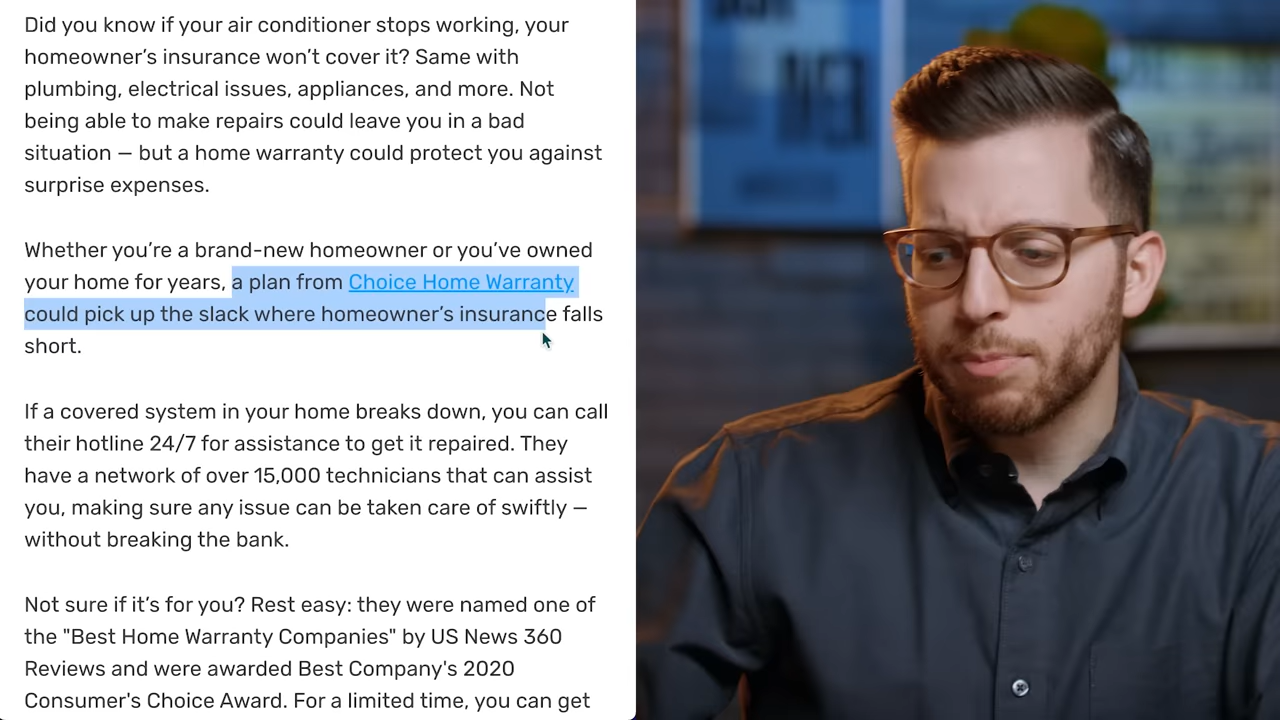 Did you know if your air conditioner stops working, your
homeowner’s insurance won’t cover it? Same with
plumbing, electrical issues, appliances, and more. Not
being able to make repairs could leave you in a bad
situation — but a home warranty could protect you against
surprise expenses.
Whether you’re a brand-new homeowner or you’ve owned
your home for years, a plan from Choice Home Warranty
could pick up the slack where homeowner’s insurance falls
short.
If a covered system in your home breaks down, you can call
their hotline 24/7 for assistance to get it repaired. They
have a network of over 15,000 technicians that can assist
you, making sure any issue can be taken care of swiftly —
without breaking the bank.
Not sure if it’s for you? Rest easy: they were named one of
the "Best Home Warranty Companies" by US News 360
Reviews and were awarded Best Company's 2020
Consumer's Choice Award. For a limited time, you can get